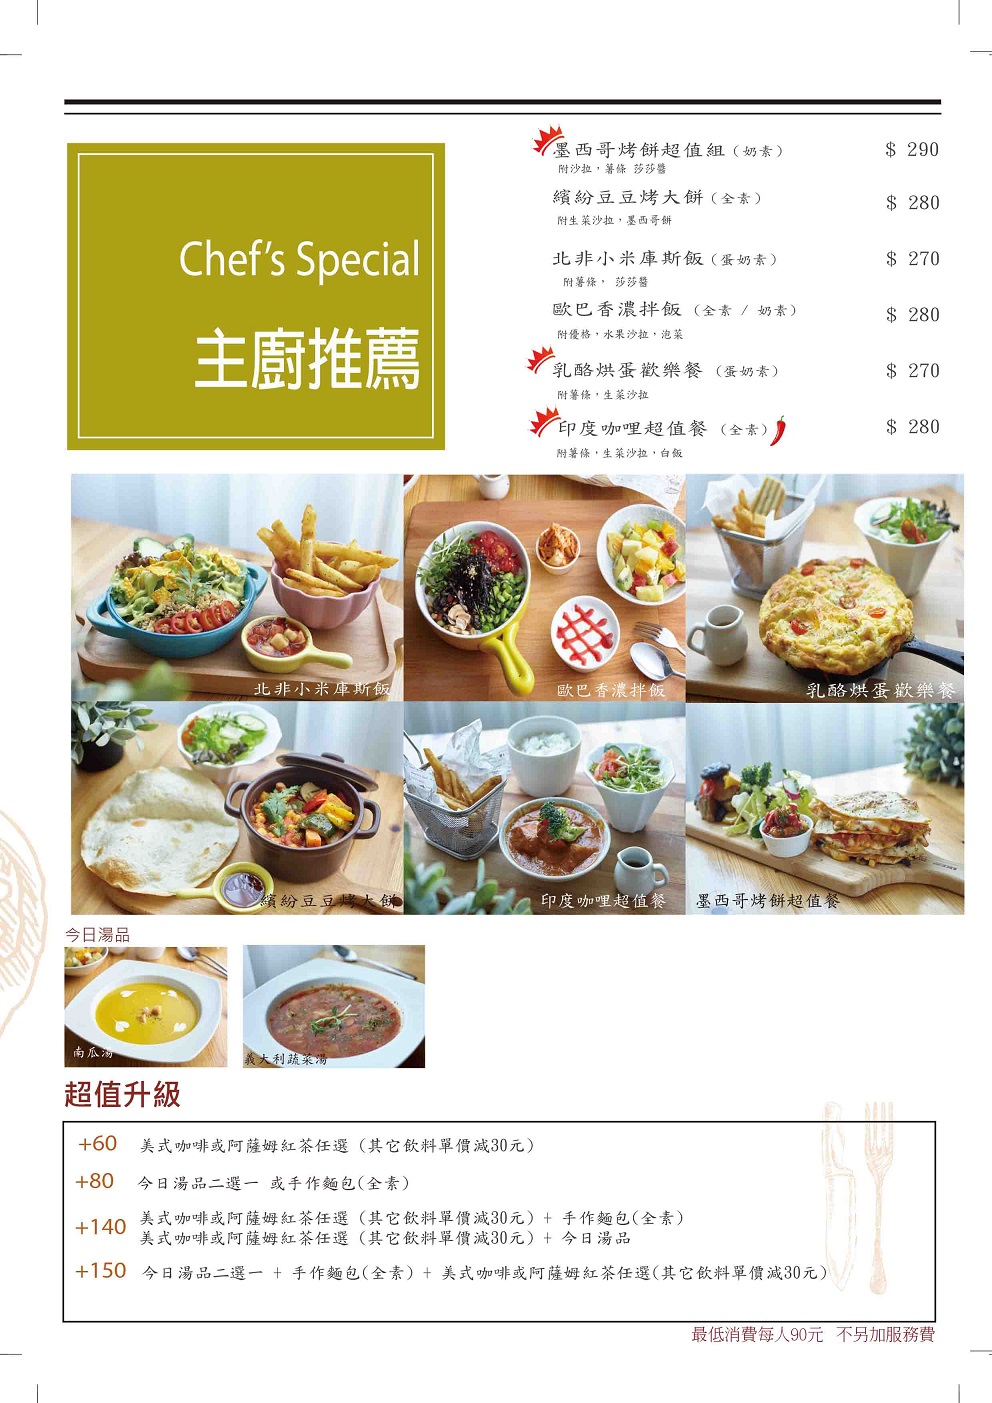 Chef's Special
主廚推薦
墨西哥烤餅超值組（奶素） $ 290
附沙拉，薯條 莎莎醬
繽紛豆豆烤大餅（全素） $ 280
附生菜沙拉，墨西哥餅
北非小米庫斯飯（蛋奶素） $ 270
附薯條， 莎莎醬
歐巴香濃拌飯（全素 / 奶素） $ 280
附優格，水果沙拉，泡菜
乳酪烘蛋歡樂餐（蛋奶素） $ 270
附薯條，生菜沙拉
印度咖哩超值餐（全素） $ 280
附薯條，生菜沙拉，白飯
北非小米庫斯飯
歐巴香濃拌飯
乳酪烘蛋歡樂餐
繽紛豆豆烤大餅
印度咖哩超值餐
墨西哥烤餅超值餐
今日湯品
南瓜湯
義大利蔬菜湯
超值升級
+60 美式咖啡或阿薩姆紅茶任選（其它飲料單價減30元）
+80 今日湯品二選一 或手作麵包(全素)
+140 美式咖啡或阿薩姆紅茶任選（其它飲料單價減30元）+ 手作麵包(全素)
美式咖啡或阿薩姆紅茶任選（其它飲料單價減30元）+ 今日湯品
+150 今日湯品二選一 + 手作麵包(全素)+ 美式咖啡或阿薩姆紅茶任選(其它飲料單價減30元)
最低消費每人90元 不另加服務費